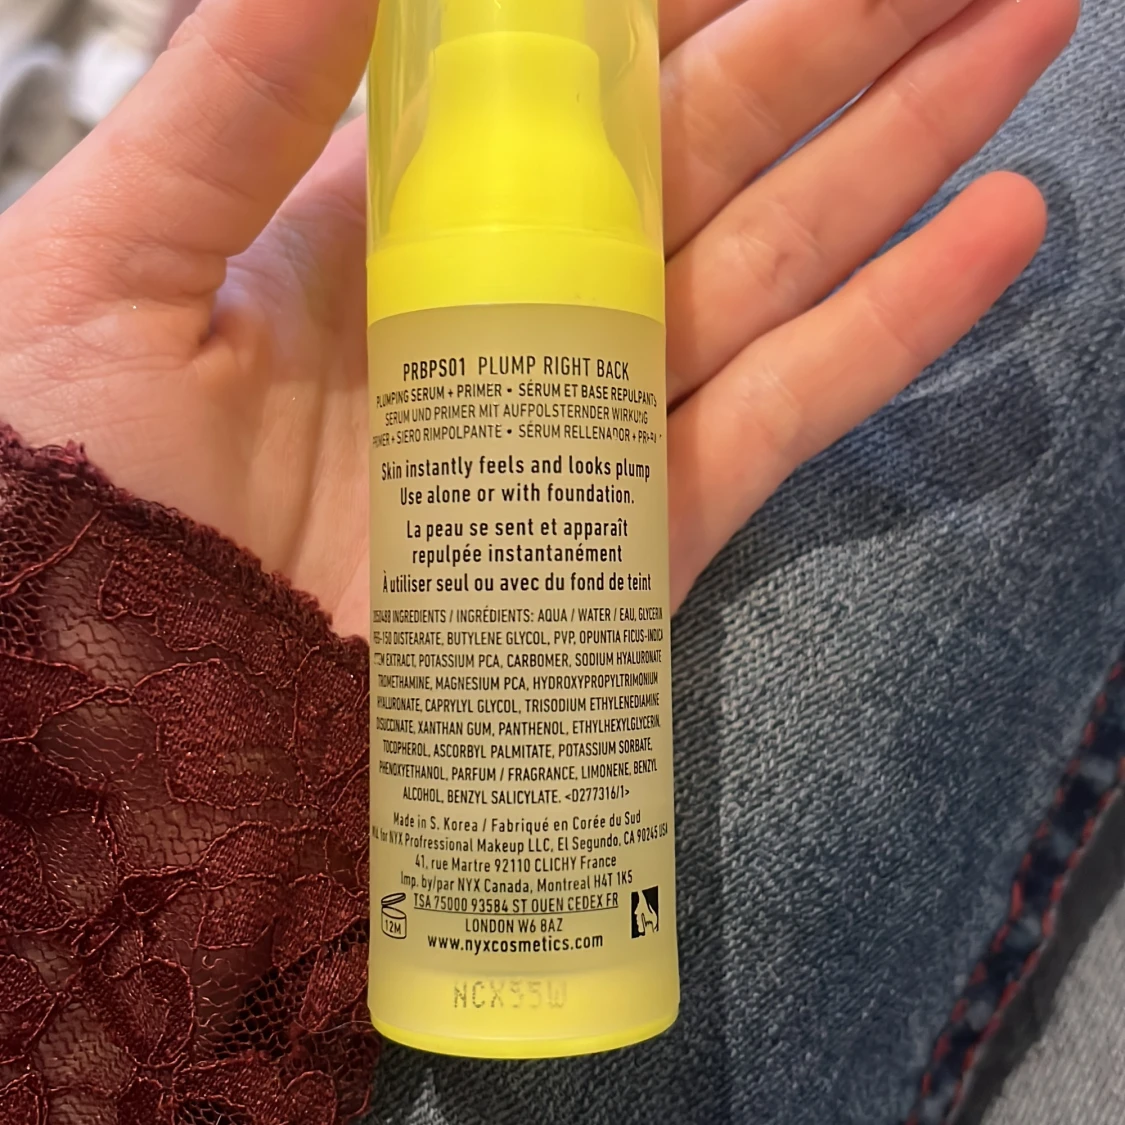 PRBPS01 PLUMP RIGHT BACK
PLUMPING SERUM + PRIMER • SÉRUM ET BASE REPULPANTS
SERUM UND PRIMER MIT AUFPOLSTERNDER WIRKUNG
+ SIERO RIMPOLPANTE • SÉRUM RELLENADOR +
Skin instantly feels and looks plump
Use alone or with foundation.
La peau se sent et apparaît
repulpée instantanément
À utiliser seul ou avec du fond de teint
INGREDIENTS / INGRÉDIENTS: AQUA / WATER / EAU, GLYCERIN
PEG-150 DISTEARATE, BUTYLENE GLYCOL, PVP, OPUNTIA FICUS-INDICA
EXTRACT, POTASSIUM PCA, CARBOMER, SODIUM HYALURONATE
TROMETHAMINE, MAGNESIUM PCA, HYDROXYPROPYLTRIMONIUM
HYALURONATE, CAPRYLYL GLYCOL, TRISODIUM ETHYLENEDIAMINE
DISUCCINATE, XANTHAN GUM, PANTHENOL, ETHYLHEXYLGLYCERIN,
TOCOPHEROL, ASCORBYL PALMITATE, POTASSIUM SORBATE,
PHENOXYETHANOL, PARFUM / FRAGRANCE, LIMONENE, BENZYL
ALCOHOL, BENZYL SALICYLATE. <D277316/1>
Made in S. Korea / Fabriqué en Corée du Sud
for NYX Profressional Makeup LLC, El Segundo, CA 90245 USA
41, rue Martre 92110 CLICHY France
Imp. by/par NYX Canada, Montreal H4T 1K5
TSA 75000 93584 ST OUEN CEDEX FR
12M
LONDON W6 8AZ
www.nyxcosmetics.com
NCX55W